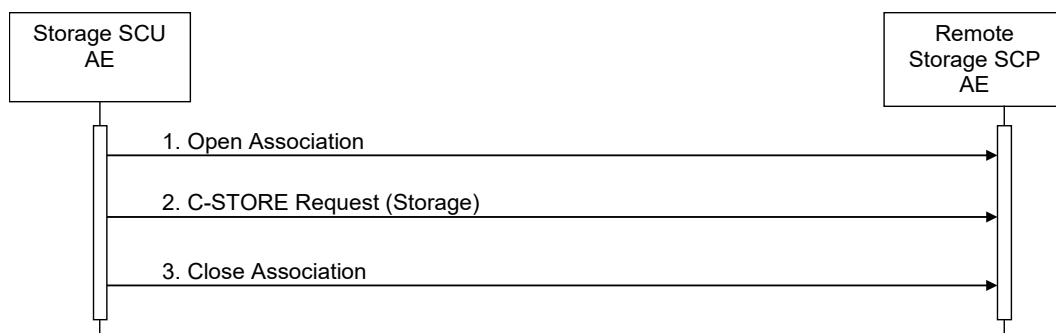 Storage SCU
AE
Remote
Storage SCP
AE
1. Open Association
2. C-STORE Request (Storage)
3. Close Association